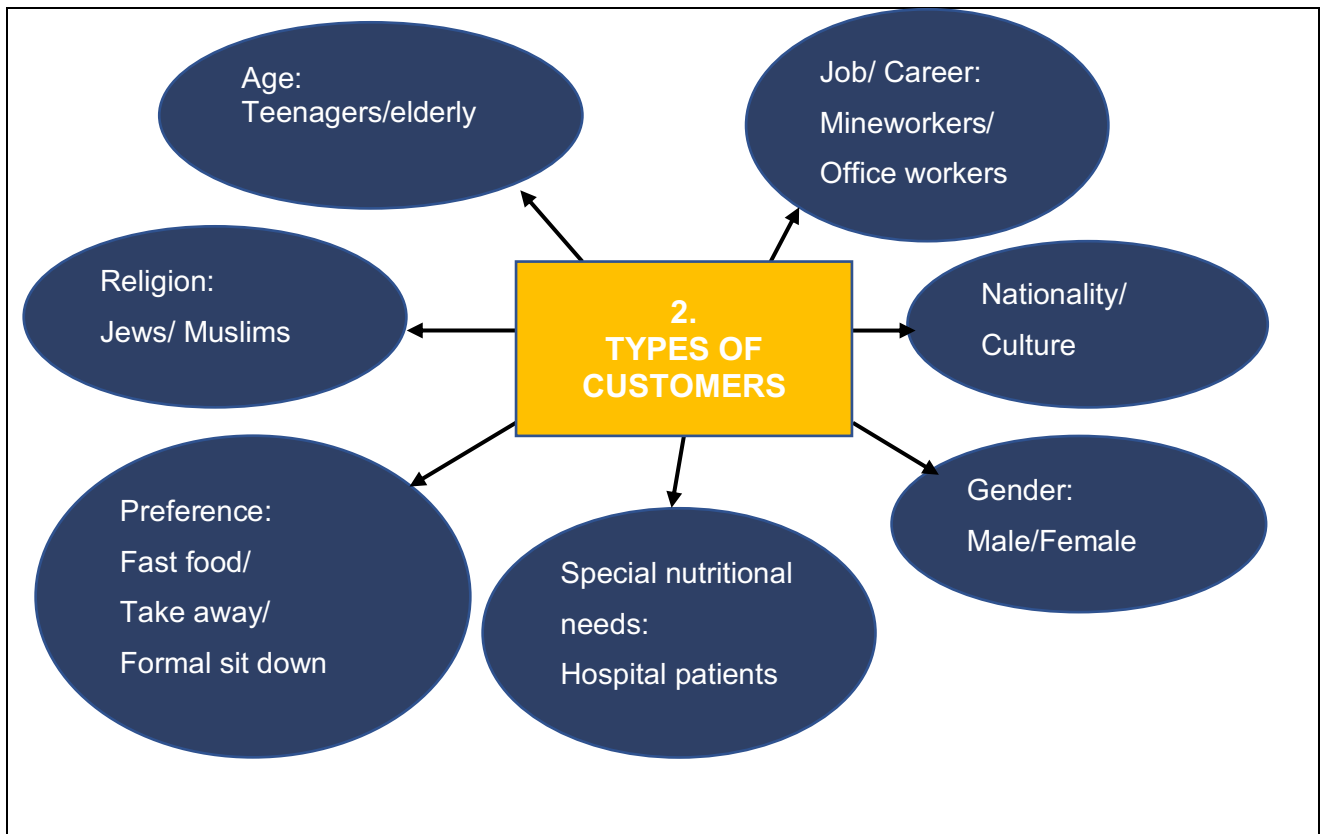 Age:
Teenagers/elderly
Job/ Career:
Mineworkers/
Office workers
Religion:
Jews/ Muslims
2.
TYPES OF
CUSTOMERS
Nationality/
Culture
Preference:
Fast food/
Take away/
Formal sit down
Special nutritional
needs:
Hospital patients
Gender:
Male/Female